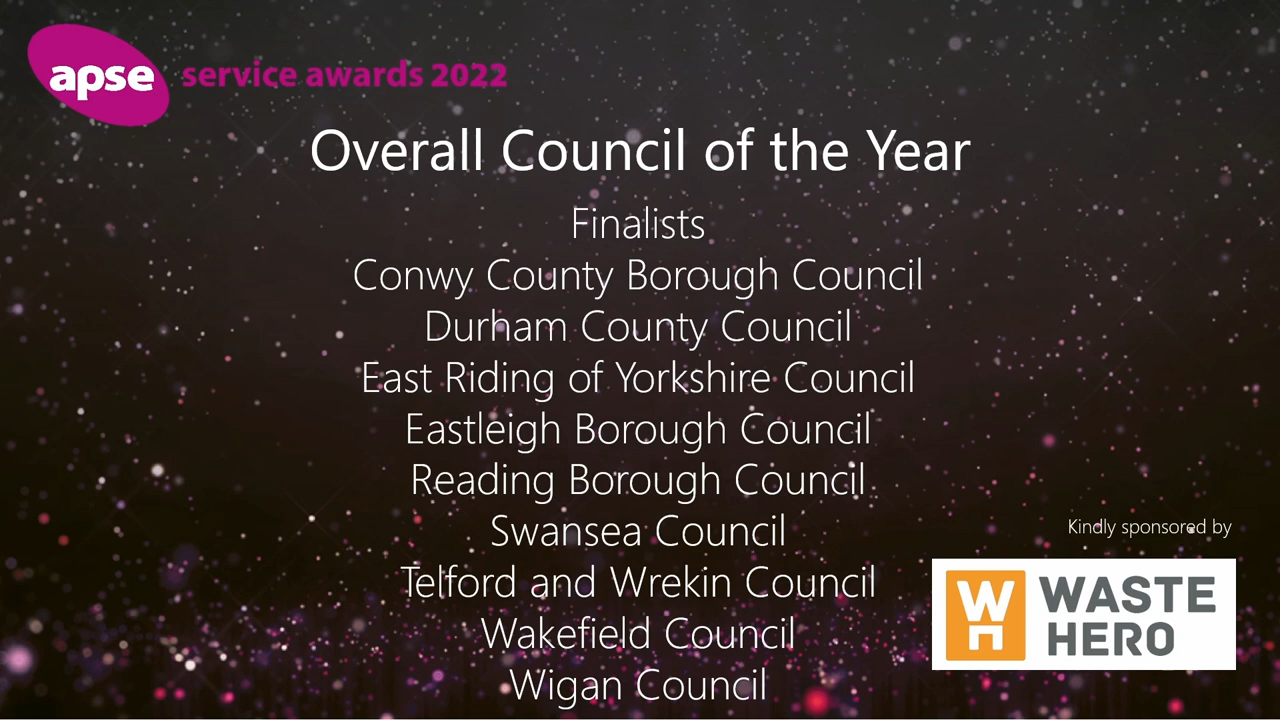 apse service awards 2022
Overall Council of the Year
Finalists
Conwy County Borough Council
Durham County Council
East Riding of Yorkshire Council
Eastleigh Borough Council
Reading Borough Council
Swansea Council
Telford and Wrekin Council
Wakefield Council
Wigan Council
Kindly sponsored by
WH WASTE
HERO